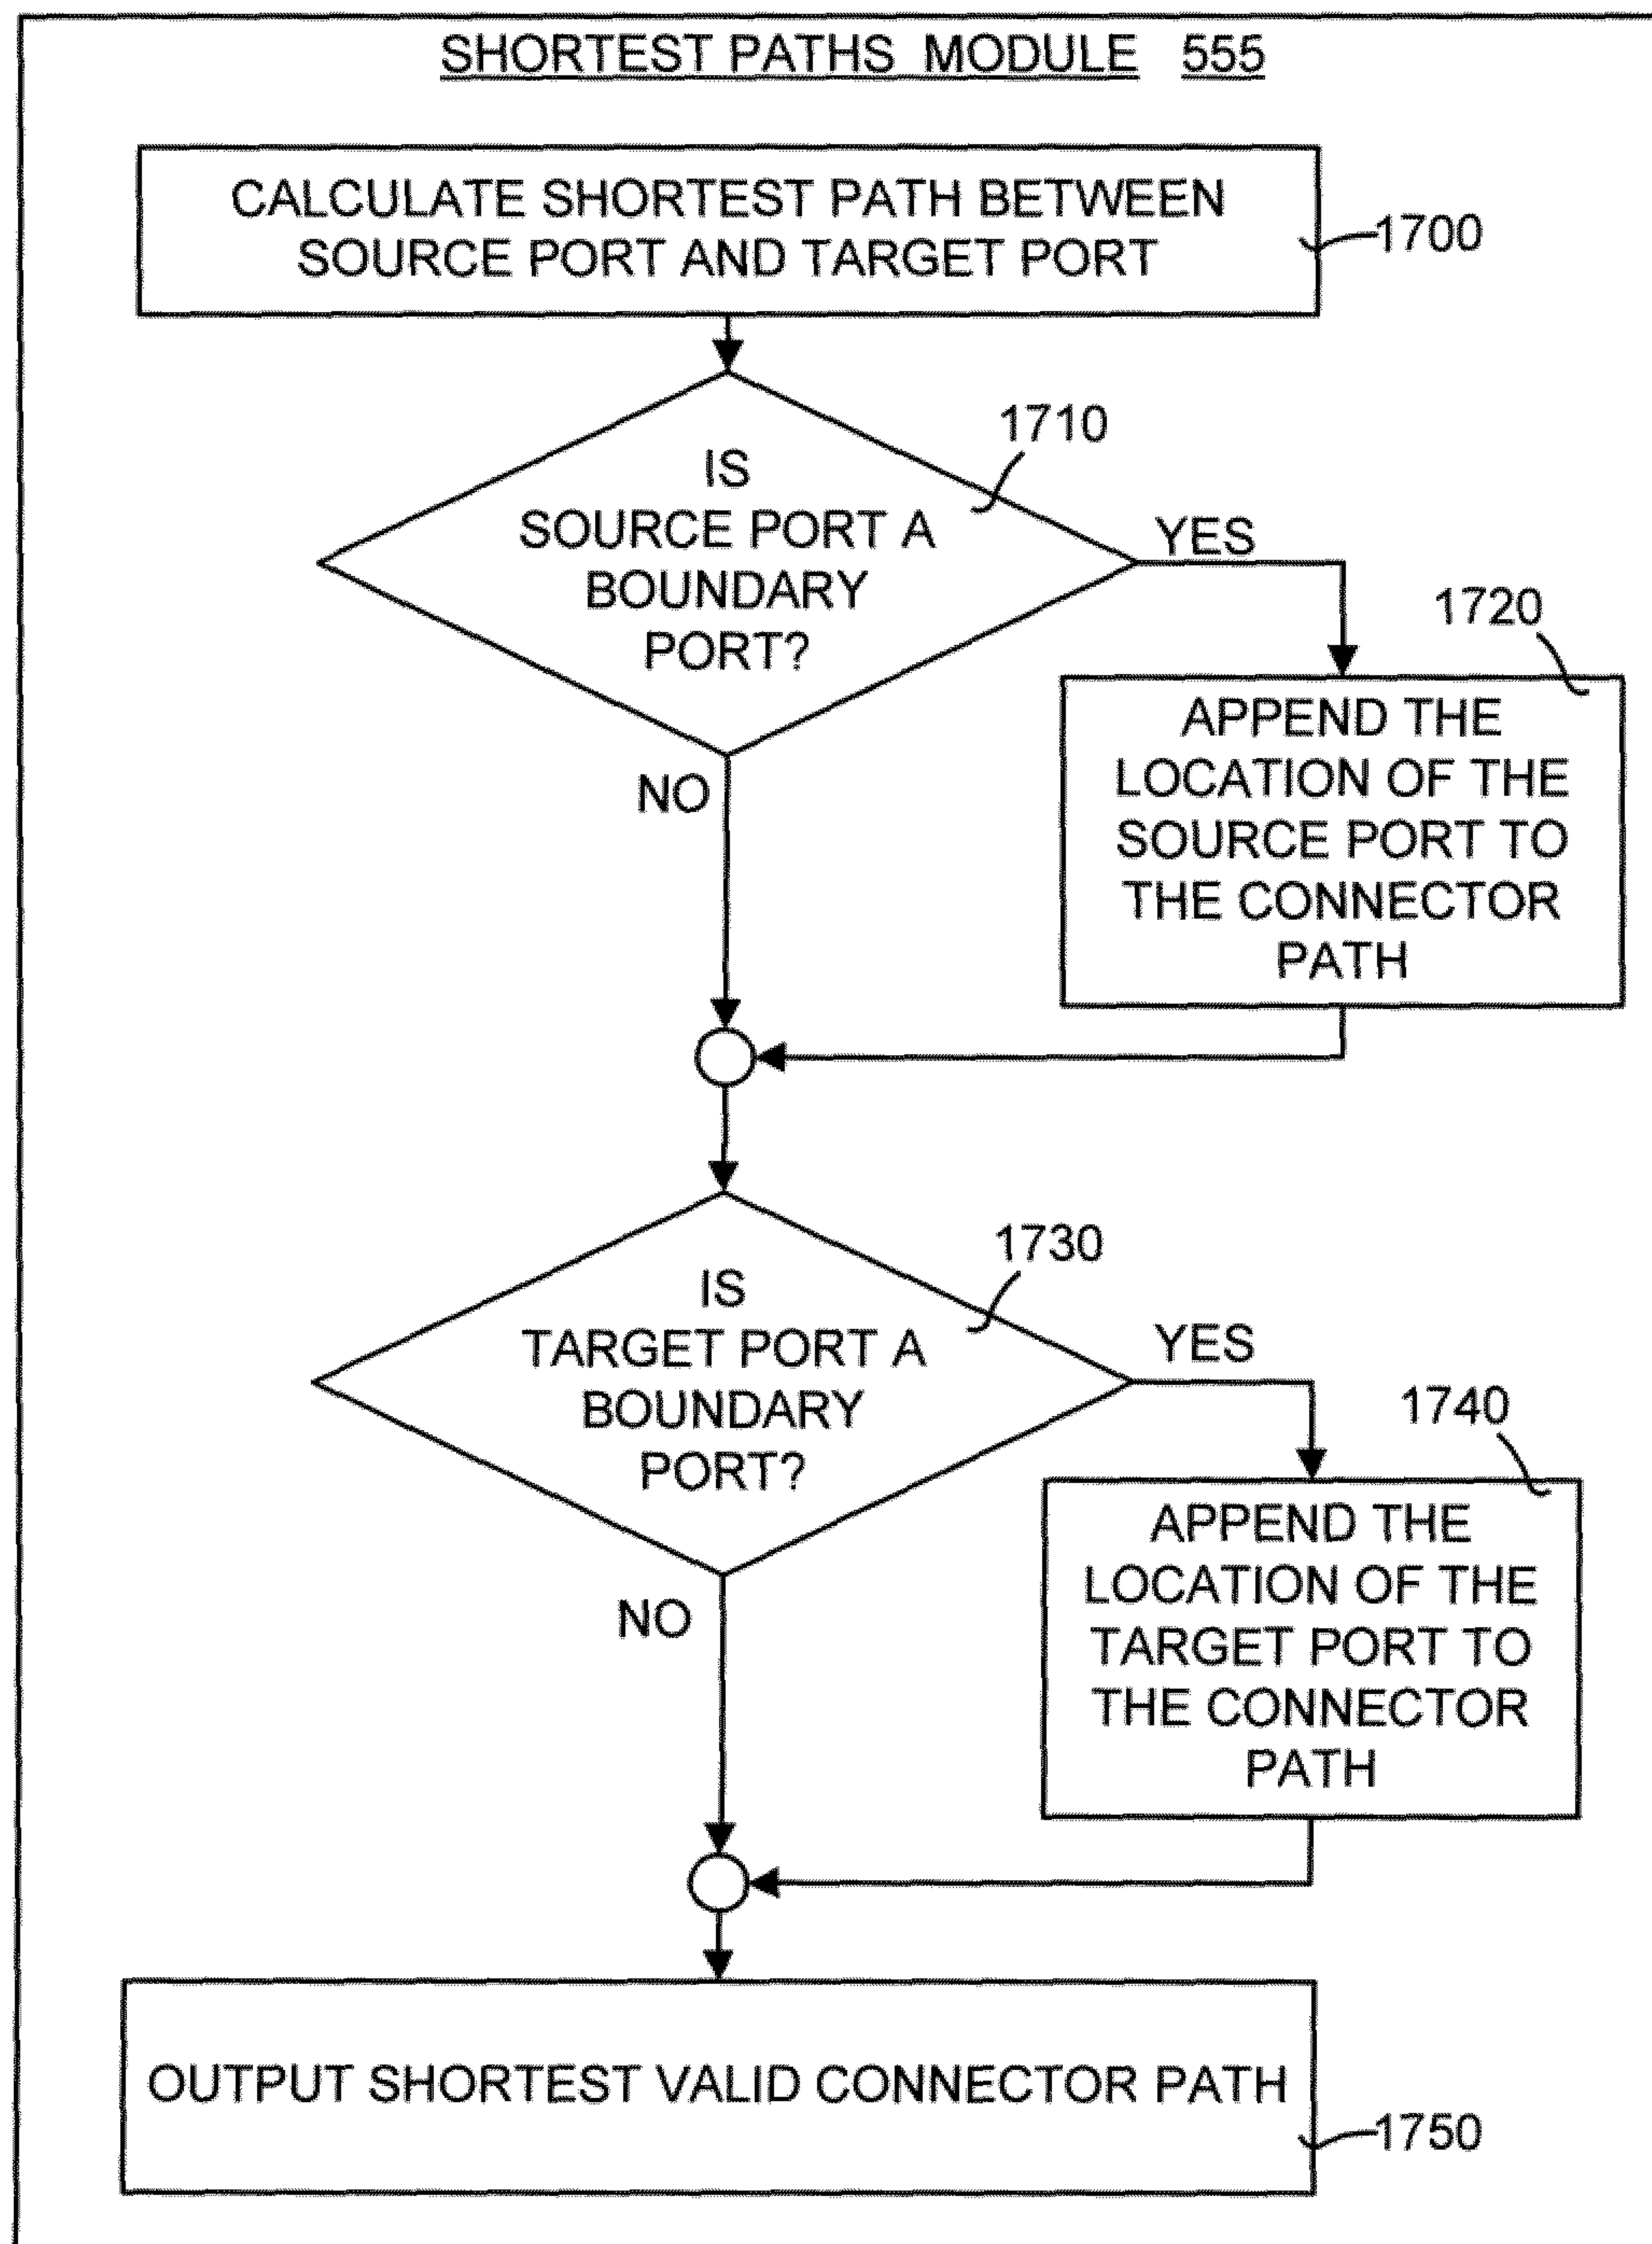 SHORTEST PATHS MODULE 555
CALCULATE SHORTEST PATH BETWEEN
SOURCE PORT AND TARGET PORT
1700
1710
IS
SOURCE PORT A
BOUNDARY
PORT?
YES
NO
1720
APPEND THE
LOCATION OF THE
SOURCE PORT TO
THE CONNECTOR
PATH
1730
IS
TARGET PORT A
BOUNDARY
PORT?
YES
NO
1740
APPEND THE
LOCATION OF THE
TARGET PORT TO
THE CONNECTOR
PATH
OUTPUT SHORTEST VALID CONNECTOR PATH
1750